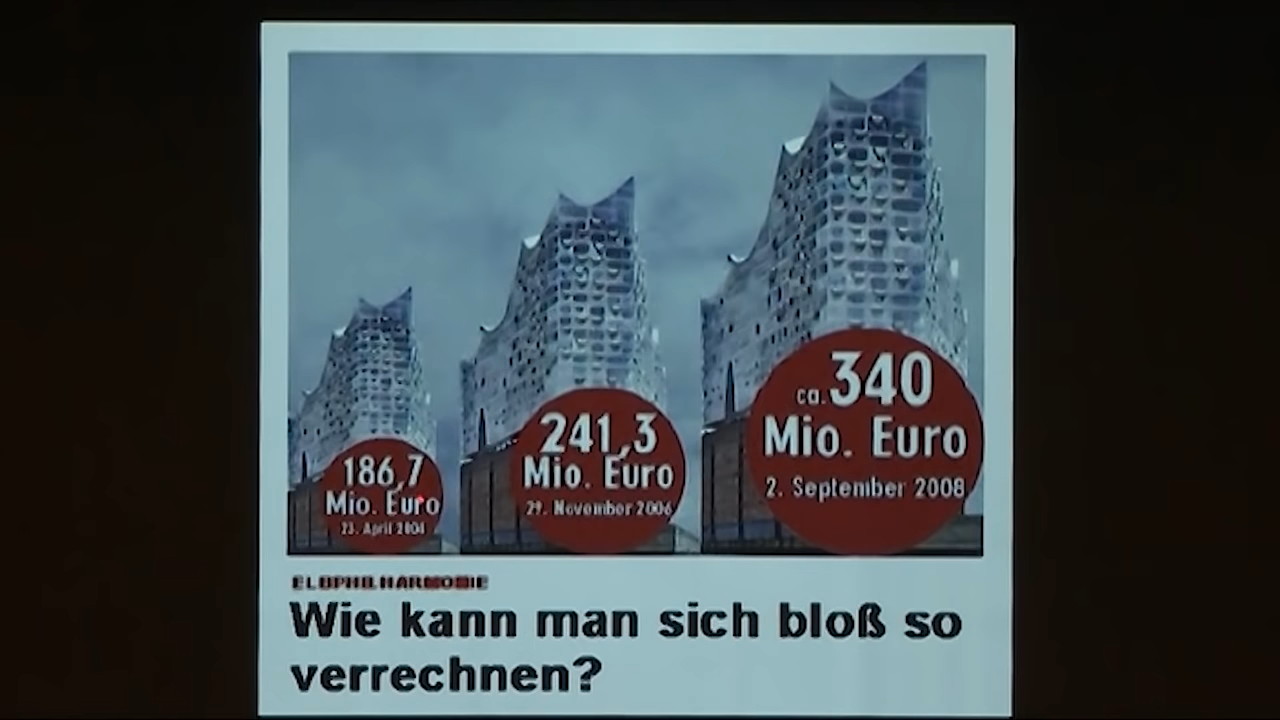 186,7
Mio. Euro
241,3
Mio. Euro
29. November 2006
ca. 340
Mio. Euro
2. September 2008
ELBPHILHARMONIE
Wie kann man sich bloß so
verrechnen?